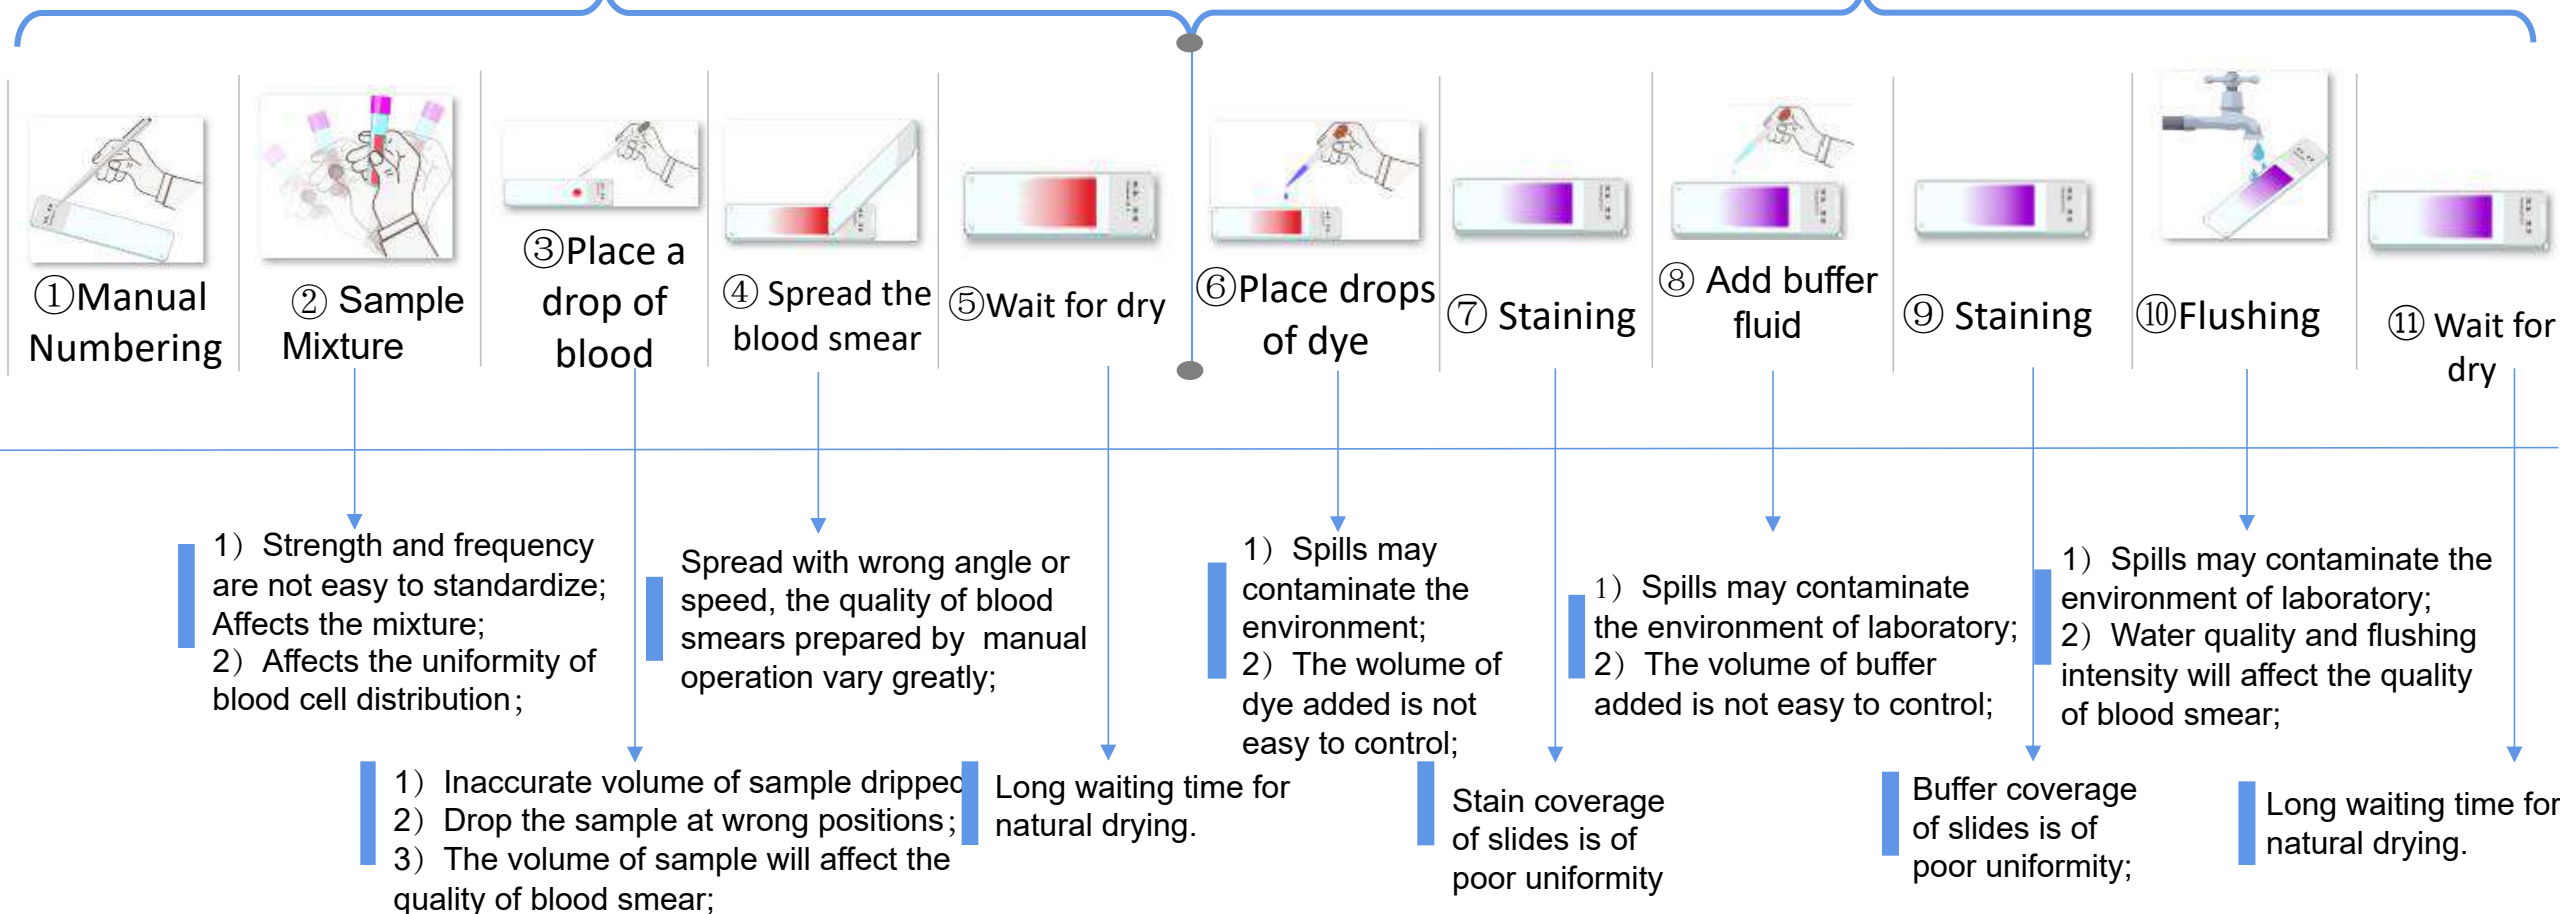 ①Manual
Numbering
② Sample
Mixture
③Place a
drop of
blood
④ Spread the
blood smear
⑤Wait for dry
⑥Place drops
of dye
⑦ Staining
⑧ Add buffer
fluid
⑨ Staining
⑩Flushing
⑪ Wait for
dry
1）Strength and frequency
are not easy to standardize;
Affects the mixture;
2）Affects the uniformity of
blood cell distribution；
1）Inaccurate volume of sample dripped
2）Drop the sample at wrong positions；
3）The volume of sample will affect the
quality of blood smear;
Spread with wrong angle or
speed, the quality of blood
smears prepared by manual
operation vary greatly;
Long waiting time for
natural drying.
1）Spills may
contaminate the
environment;
2）The wolume of
dye added is not
easy to control;
Stain coverage
of slides is of
poor uniformity
1）Spills may contaminate
the environment of laboratory;
2）The volume of buffer
added is not easy to control;
Buffer coverage
of slides is of
poor uniformity;
1）Spills may contaminate the
environment of laboratory;
2）Water quality and flushing
intensity will affect the quality
of blood smear;
Long waiting time for
natural drying.